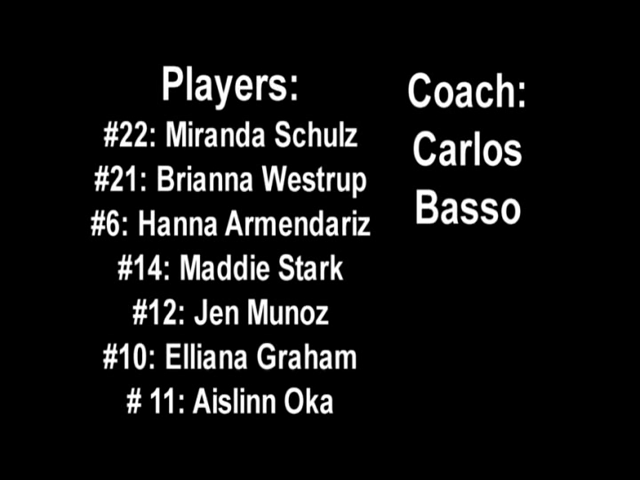 Players:
#22: Miranda Schulz
#21: Brianna Westrup
#6: Hanna Armendariz
#14: Maddie Stark
#12: Jen Munoz
#10: Elliana Graham
# 11: Aislinn Oka
Coach:
Carlos
Basso